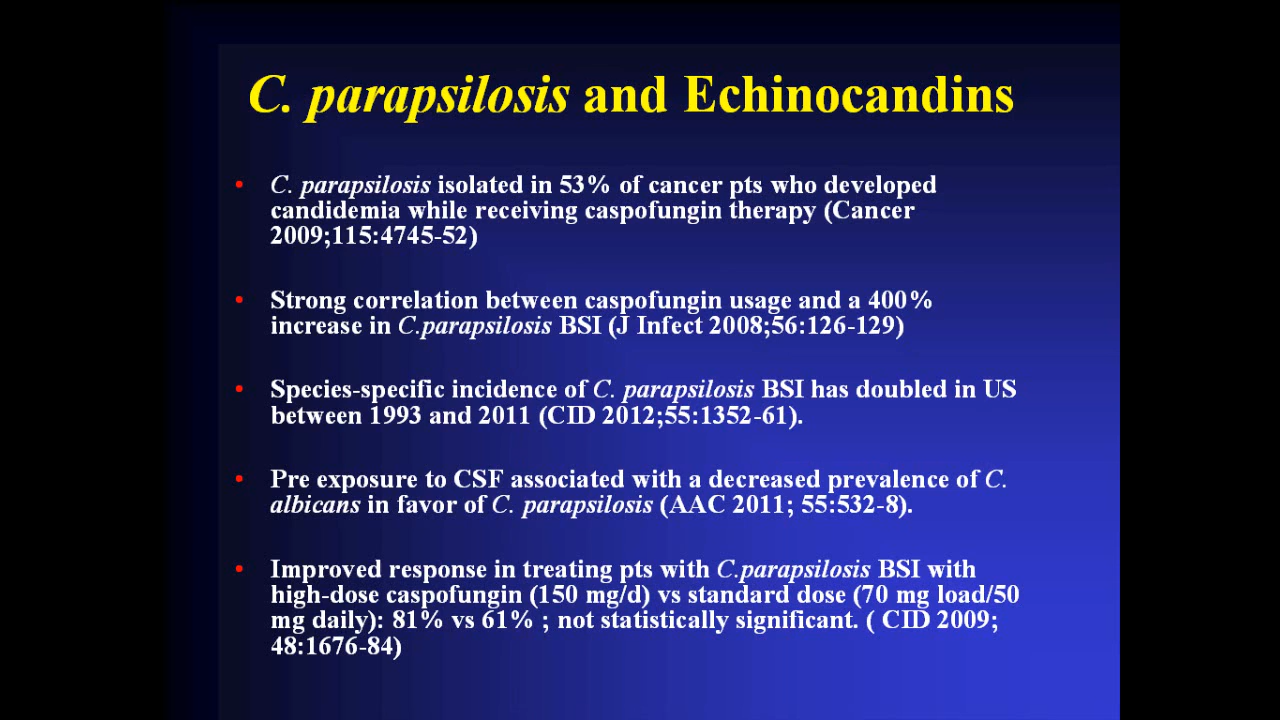 C. parapsilosis and Echinocandins
• C. parapsilosis isolated in 53% of cancer pts who developed
candidemia while receiving caspofungin therapy (Cancer
2009;115:4745-52)
• Strong correlation between caspofungin usage and a 400%
increase in C.parapsilosis BSI (J Infect 2008;56:126-129)
• Species-specific incidence of C. parapsilosis BSI has doubled in US
between 1993 and 2011 (CID 2012;55:1352-61).
• Pre exposure to CSF associated with a decreased prevalence of C.
albicans in favor of C. parapsilosis (AAC 2011; 55:532-8).
• Improved response in treating pts with C.parapsilosis BSI with
high-dose caspofungin (150 mg/d) vs standard dose (70 mg load/50
mg daily): 81% vs 61% ; not statistically significant. ( CID 2009;
48:1676-84)